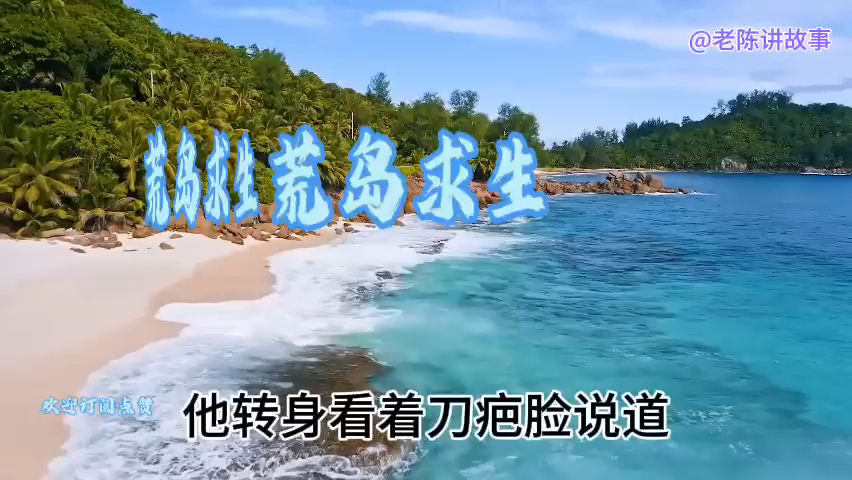 @老陈讲故事
荒岛求生 荒岛求生
欢迎订阅点赞
他转身看着刀疤脸说道